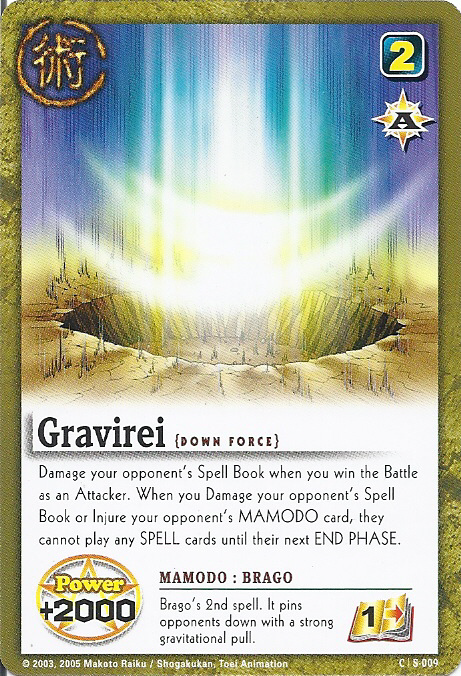 術
2
A
Gravirei {DOWN FORCE}
Damage your opponent's Spell Book when you win the Battle
as an Attacker. When you Damage your opponent's Spell
Book or Injure your opponent's MAMODO card, they
cannot play any SPELL cards until their next END PHASE.
Power
+2000
MAMODO : BRAGO
Brago's 2nd spell. It pins
opponents down with a strong
gravitational pull.
1
© 2003, 2005 Makoto Raiku / Shogakukan, Toei Animation
C | S-009